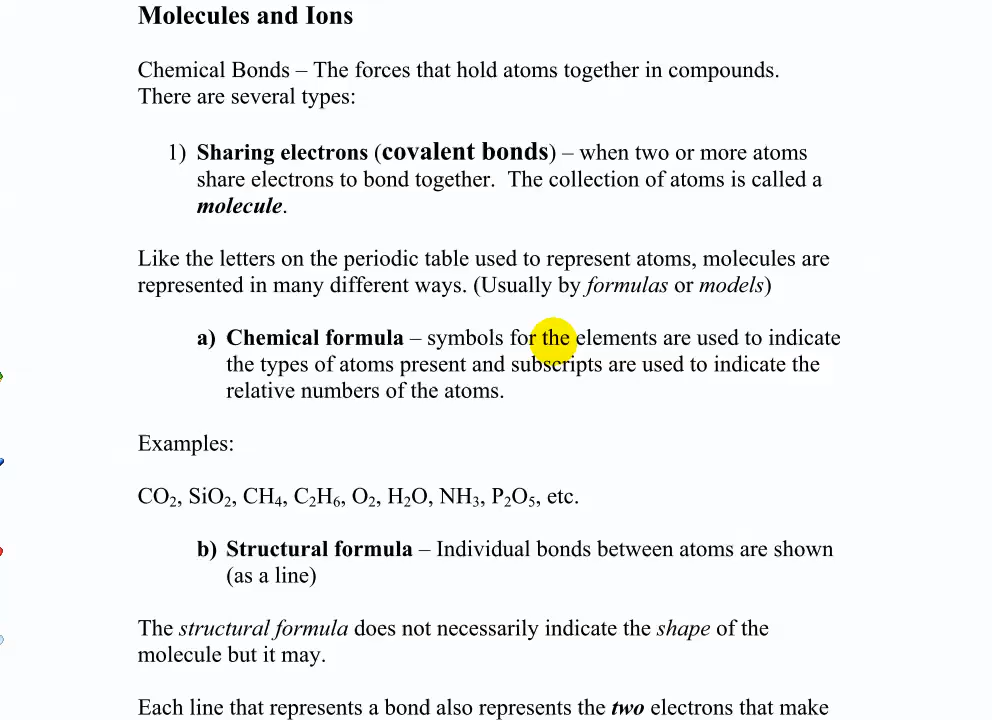 Molecules and Ions
Chemical Bonds – The forces that hold atoms together in compounds.
There are several types:
1) Sharing electrons (covalent bonds) – when two or more atoms
share electrons to bond together. The collection of atoms is called a
molecule.
Like the letters on the periodic table used to represent atoms, molecules are
represented in many different ways. (Usually by formulas or models)
a) Chemical formula – symbols for the elements are used to indicate
the types of atoms present and subscripts are used to indicate the
relative numbers of the atoms.
Examples:
CO₂, SiO₂, CH₄, C₂H₆, O₂, H₂O, NH₃, P₂O₅, etc.
b) Structural formula – Individual bonds between atoms are shown
(as a line)
The structural formula does not necessarily indicate the shape of the
molecule but it may.
Each line that represents a bond also represents the two electrons that make